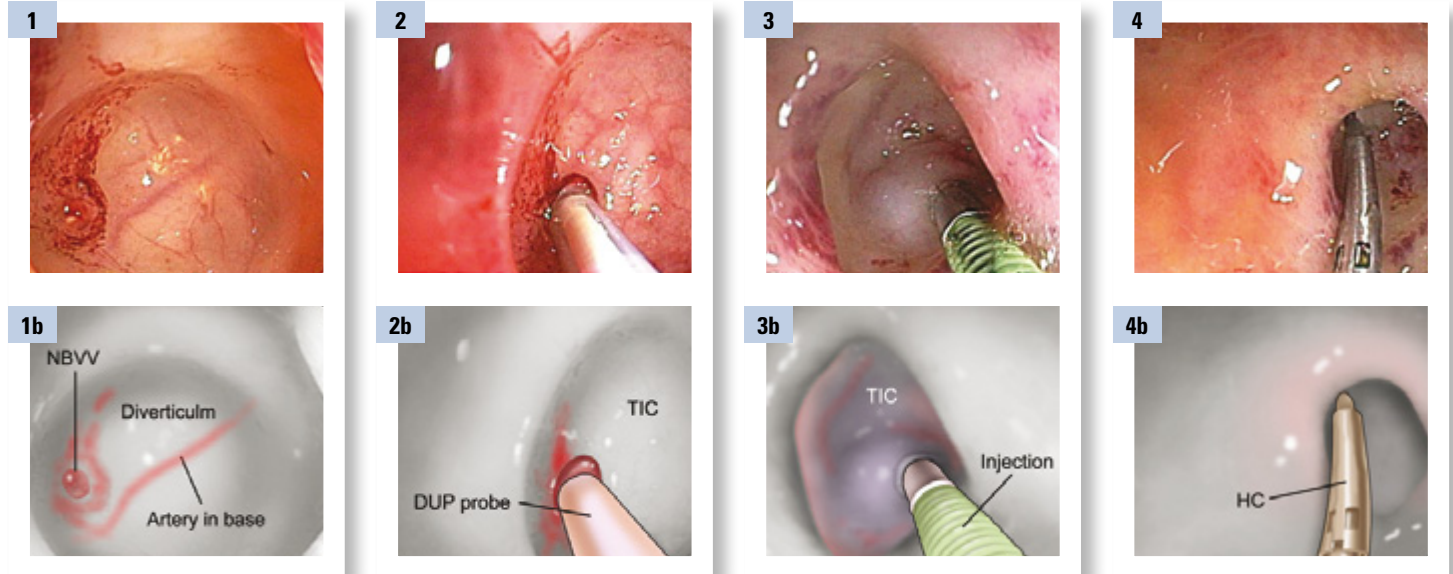 1
2
3
4
1b
NBVV
Diverticulm
Artery in base
2b
TIC
DUP probe
3b
TIC
Injection
4b
HC